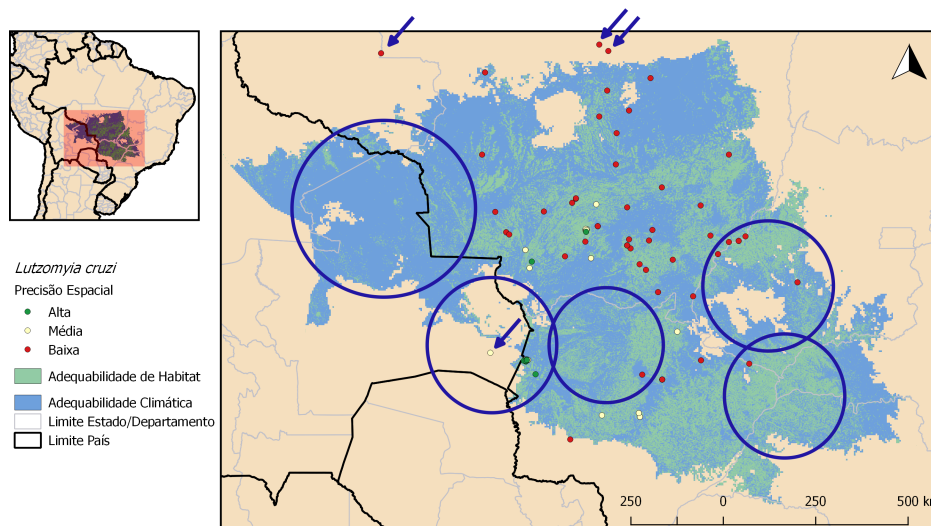 Lutzomyia cruzi
Precisão Espacial
Alta
Média
Baixa
Adequabilidade de Habitat
Adequabilidade Climática
Limite Estado/Departamento
Limite País
250 0 250 500 km